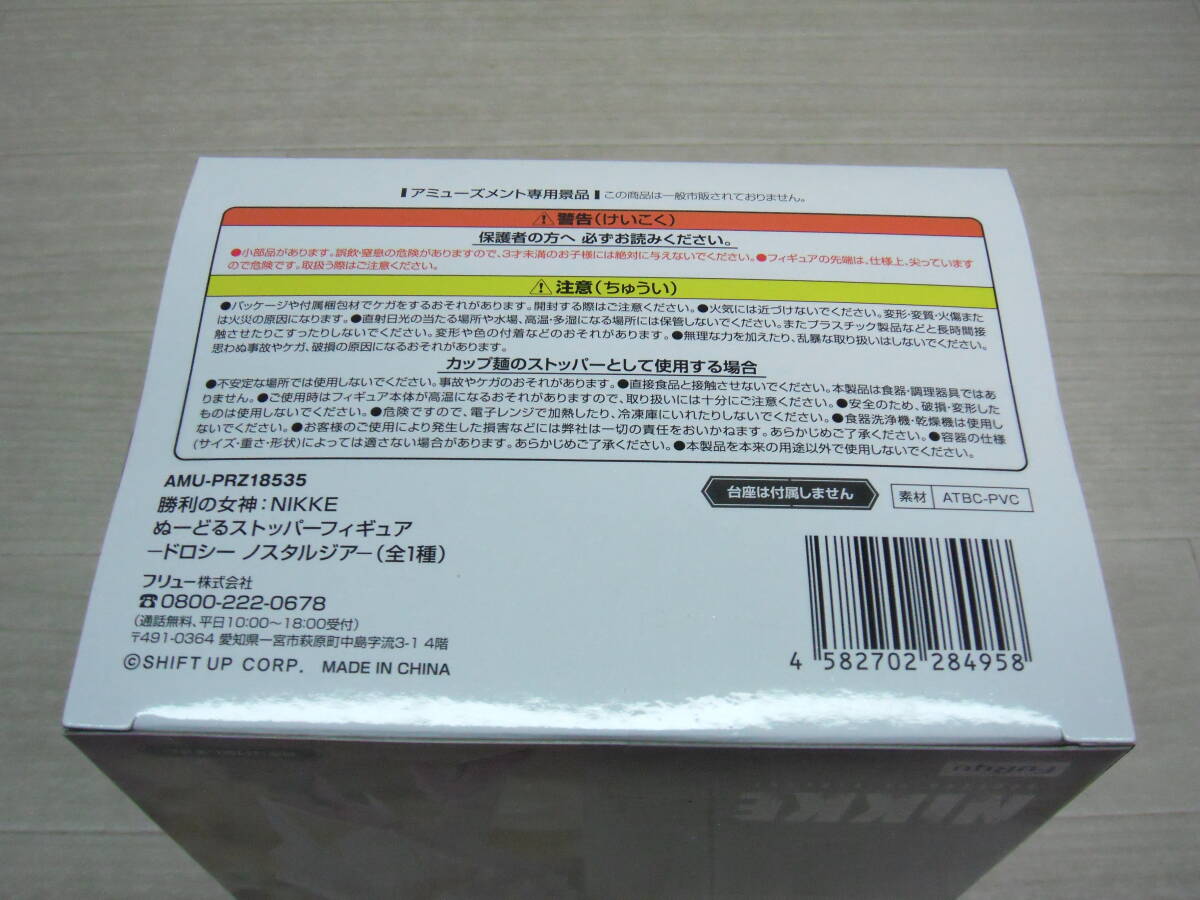 アミューズメント専用景品 この商品は一般市販されておりません。
警告(けいこく)
保護者の方へ 必ずお読みください。
●小部品があります。誤飲・窒息の危険がありますので、3才未満のお子様には絶対に与えないでください。●フィギュアの先端は、仕様上、尖っています
ので危険です。取扱う際はご注意ください。
注意(ちゅうい)
●パッケージや付属梱包材でケガをするおそれがあります。開封する際はご注意ください。●火気には近づけないでください。変形・変質・火傷また
は火災の原因になります。●直射日光の当たる場所や水場、高温・多湿になる場所には保管しないでください。またプラスチック製品などと長時間接
触させたりこすったりしないでください。変形や色の付着などのおそれがあります。●無理な力を加えたり、乱暴な取り扱いはしないでください。
思わぬ事故やケガ、破損の原因になるおそれがあります。
カップ麺のストッパーとして使用する場合
●不安定な場所では使用しないでください。事故やケガのおそれがあります。●直接食品と接触させないでください。本製品は食器・調理器具ではあ
りません。●ご使用時はフィギュア本体が高温になるおそれがありますので、取り扱いには十分にご注意ください。●安全のため、破損・変形した
ものは使用しないでください。●危険ですので、電子レンジで加熱したり、冷凍庫にいれたりしないでください。●食器洗浄機・乾燥機は使用し
ないでください。●お客様のご使用により発生した損害などには弊社は一切の責任をおいかねます。あらかじめご了承ください。●容器の仕様
(サイズ・重さ・形状)によっては適さない場合があります。あらかじめご了承ください。●本製品を本来の用途以外で使用しないでください。
AMU-PRZ18535
勝利の女神:NIKKE
ぬーどるストッパーフィギュア
ードロシー ノスタルジアー(全1種)
台座は付属しません
素材 ATBC-PVC
フリュー株式会社
☎0800-222-0678
(通話無料、平日10:00〜18:00受付)
〒491-0364 愛知県一宮市萩原町中島字流3-1 4階
©SHIFT UP CORP. MADE IN CHINA
4 582702 284958
FuRyu
NIKKE